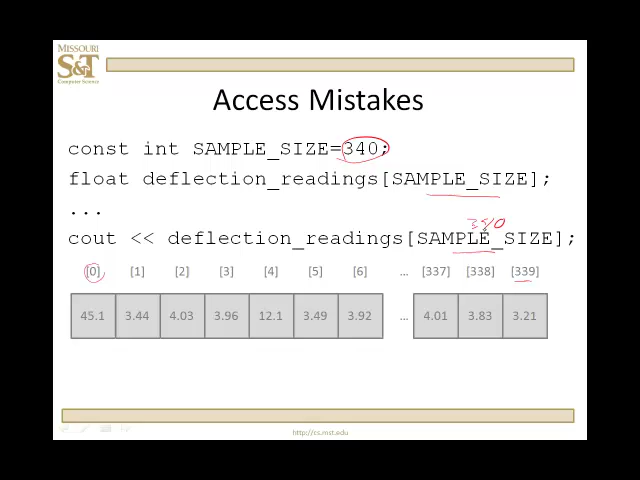 MISSOURI
S&T
Computer Science
Access Mistakes
const int SAMPLE_SIZE=340;
float deflection_readings[SAMPLE_SIZE];
...
340
cout << deflection_readings[SAMPLE_SIZE];
[0] [1] [2] [3] [4] [5] [6] ... [337] [338] [339]
45.1 3.44 4.03 3.96 12.1 3.49 3.92 ... 4.01 3.83 3.21
http://cs.mst.edu